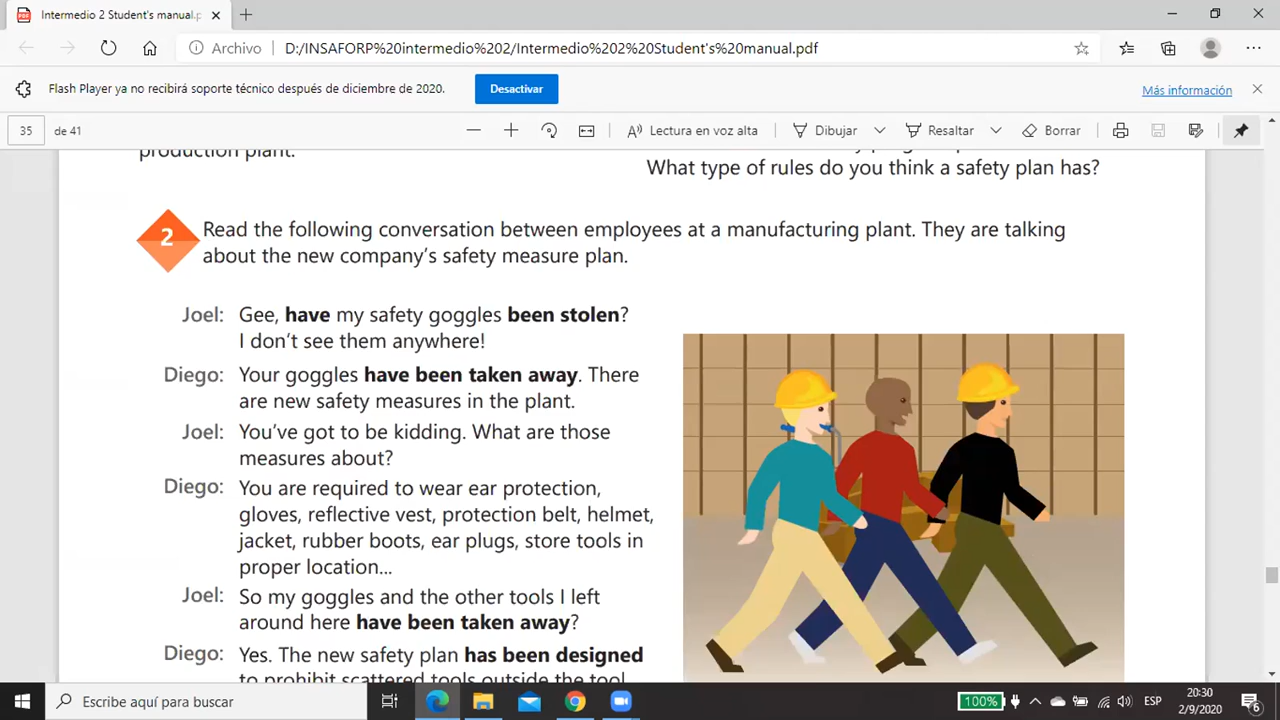 Intermedio 2 Student's manual.p
Archivo
D:/INSAFORP%20intermedio%202/Intermedio%202%20Student's%20manual.pdf
Flash Player ya no recibirá soporte técnico después de diciembre de 2020.
Desactivar
Más información
35 de 41
Lectura en voz alta
Dibujar
Resaltar
Borrar
production plant.
What type of rules do you think a safety plan has?
2
Read the following conversation between employees at a manufacturing plant. They are talking
about the new company's safety measure plan.
Joel: Gee, have my safety goggles been stolen?
I don't see them anywhere!
Diego: Your goggles have been taken away. There
are new safety measures in the plant.
Joel: You've got to be kidding. What are those
measures about?
Diego: You are required to wear ear protection,
gloves, reflective vest, protection belt, helmet,
jacket, rubber boots, ear plugs, store tools in
proper location...
Joel: So my goggles and the other tools I left
around here have been taken away?
Diego: Yes. The new safety plan has been designed
to prohibit scattered tools outside the tool
Escribe aquí para buscar
100%
ESP
20:30
2/9/2020
6